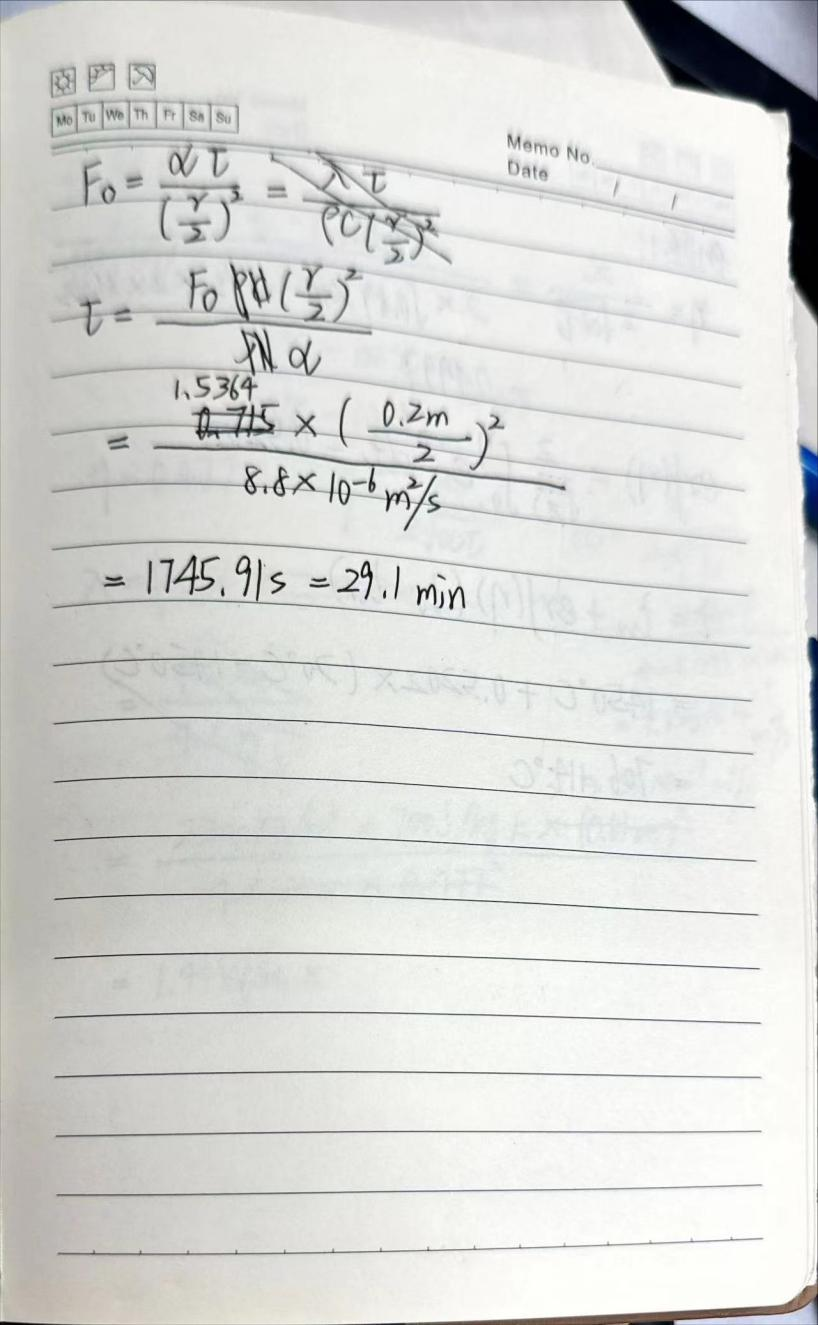 Mo Tu We Th Fr Sa Su
Memo No.
Date / /
Fo = ατ / (r/2)² = λτ / ρC(r/2)²
τ = Fo (r/2)² / α
= 1.5364 0.715 × (0.2m / 2)² / 8.8×10⁻⁶ m²/s
= 1745.91s = 29.1 min